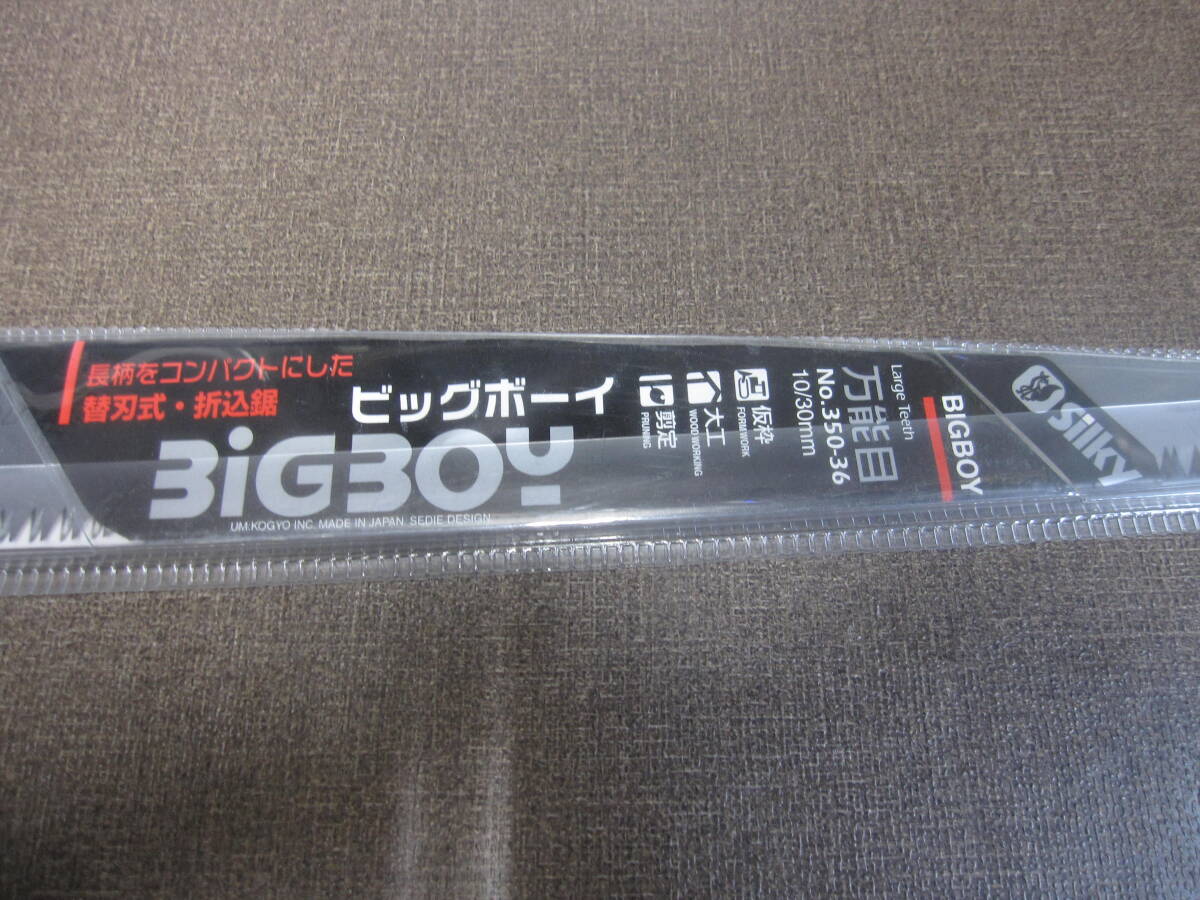 長柄をコンパクトにした
替刃式・折込鋸
ビッグボーイ
BiGBOY
UM.KOGYO INC. MADE IN JAPAN SEDIE DESIGN
剪定
PRUNING
大工
WOODWORKING
仮枠
FORMWORK
10/30mm
No.350-36
万能目
Large Teeth
BIGBOY
Silky